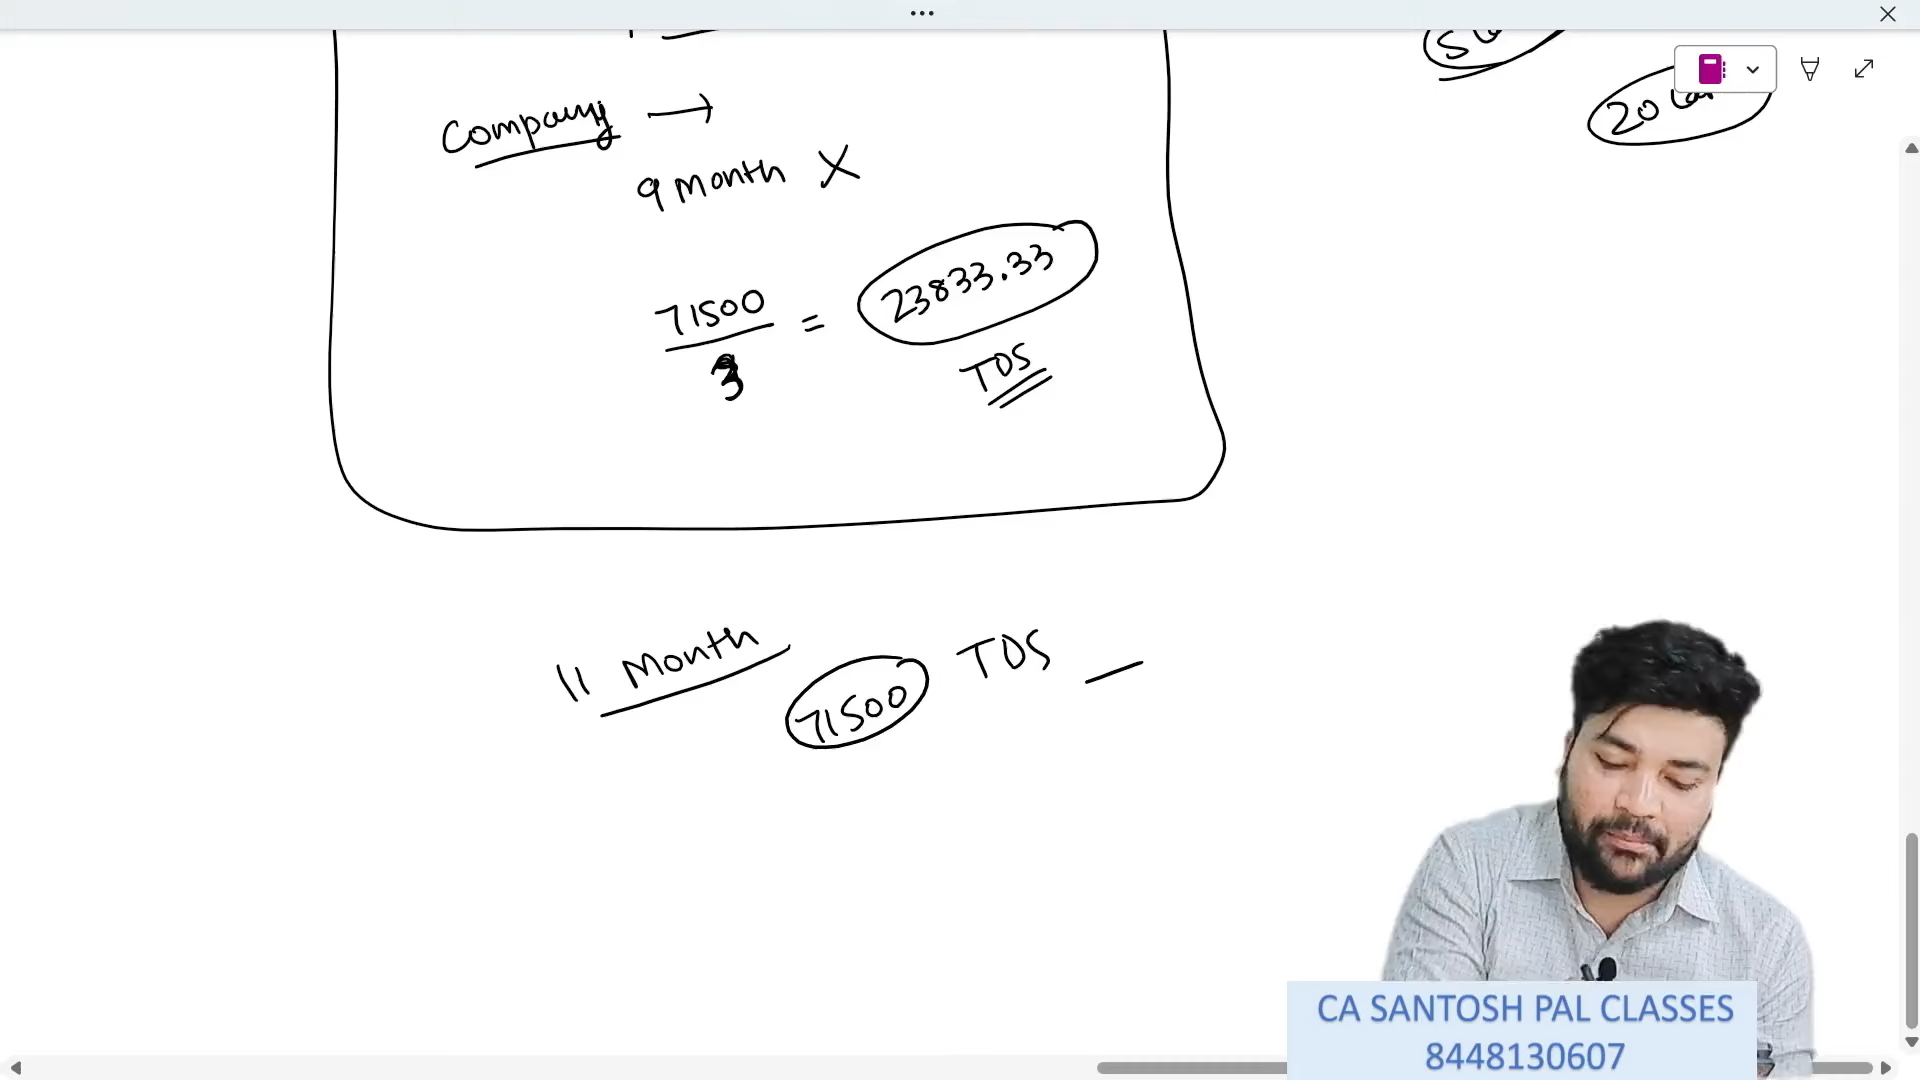 20
Company →
9 Month X
71500
= 23833.33
3
TDS
11 Month
71500 TDS —
CA SANTOSH PAL CLASSES
8448130607